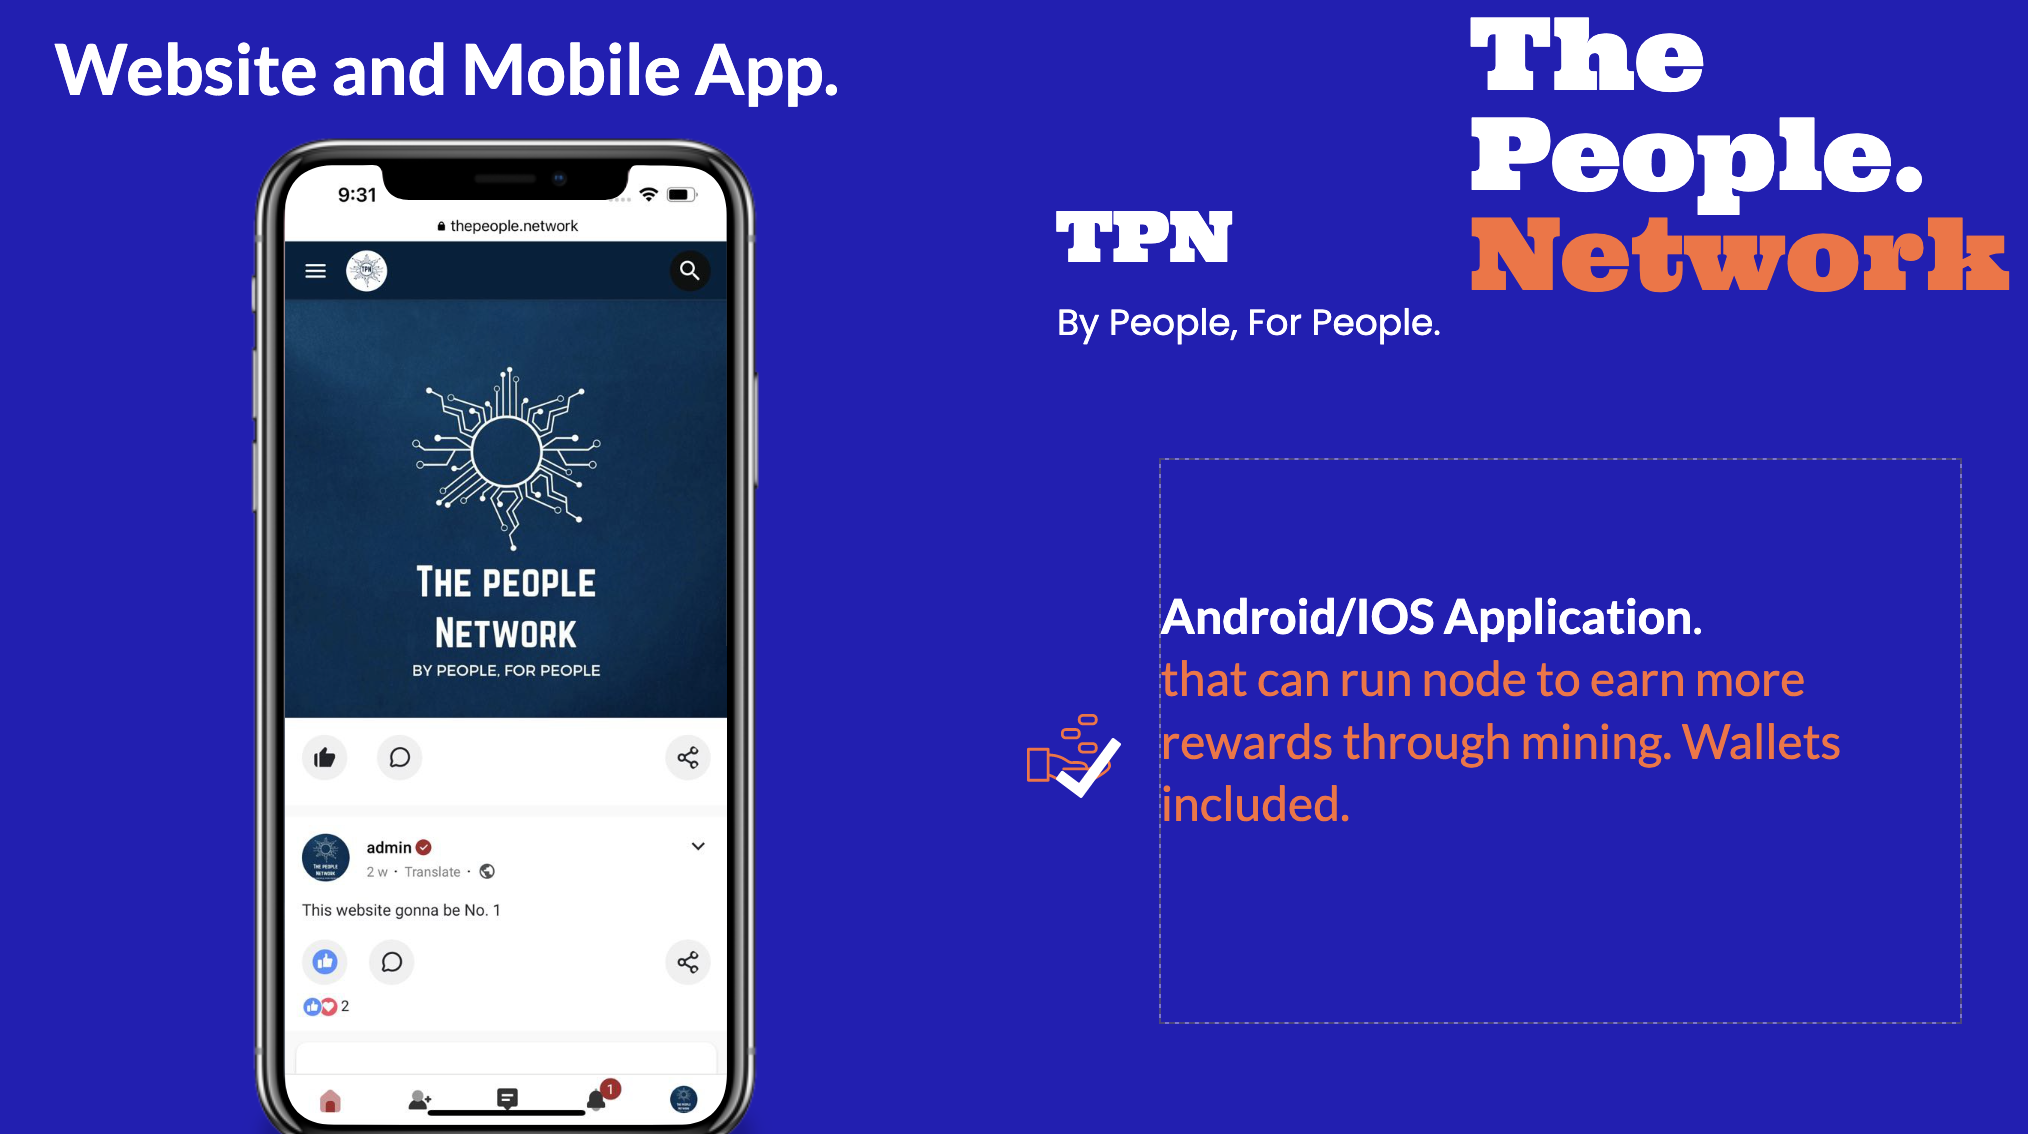 Website and Mobile App.
The
People.
Network
TPN
By People, For People.
9:31
thepeople.network
TPN
THE PEOPLE
NETWORK
BY PEOPLE, FOR PEOPLE
admin
2 w · Translate ·
This website gonna be No. 1
2
1
Android/IOS Application.
that can run node to earn more
rewards through mining. Wallets
included.